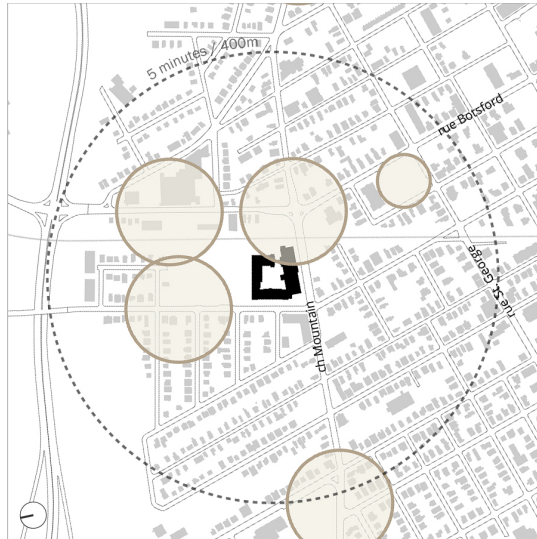 5 minutes / 400m
rue Botsford
rue St. George
ch Mountain